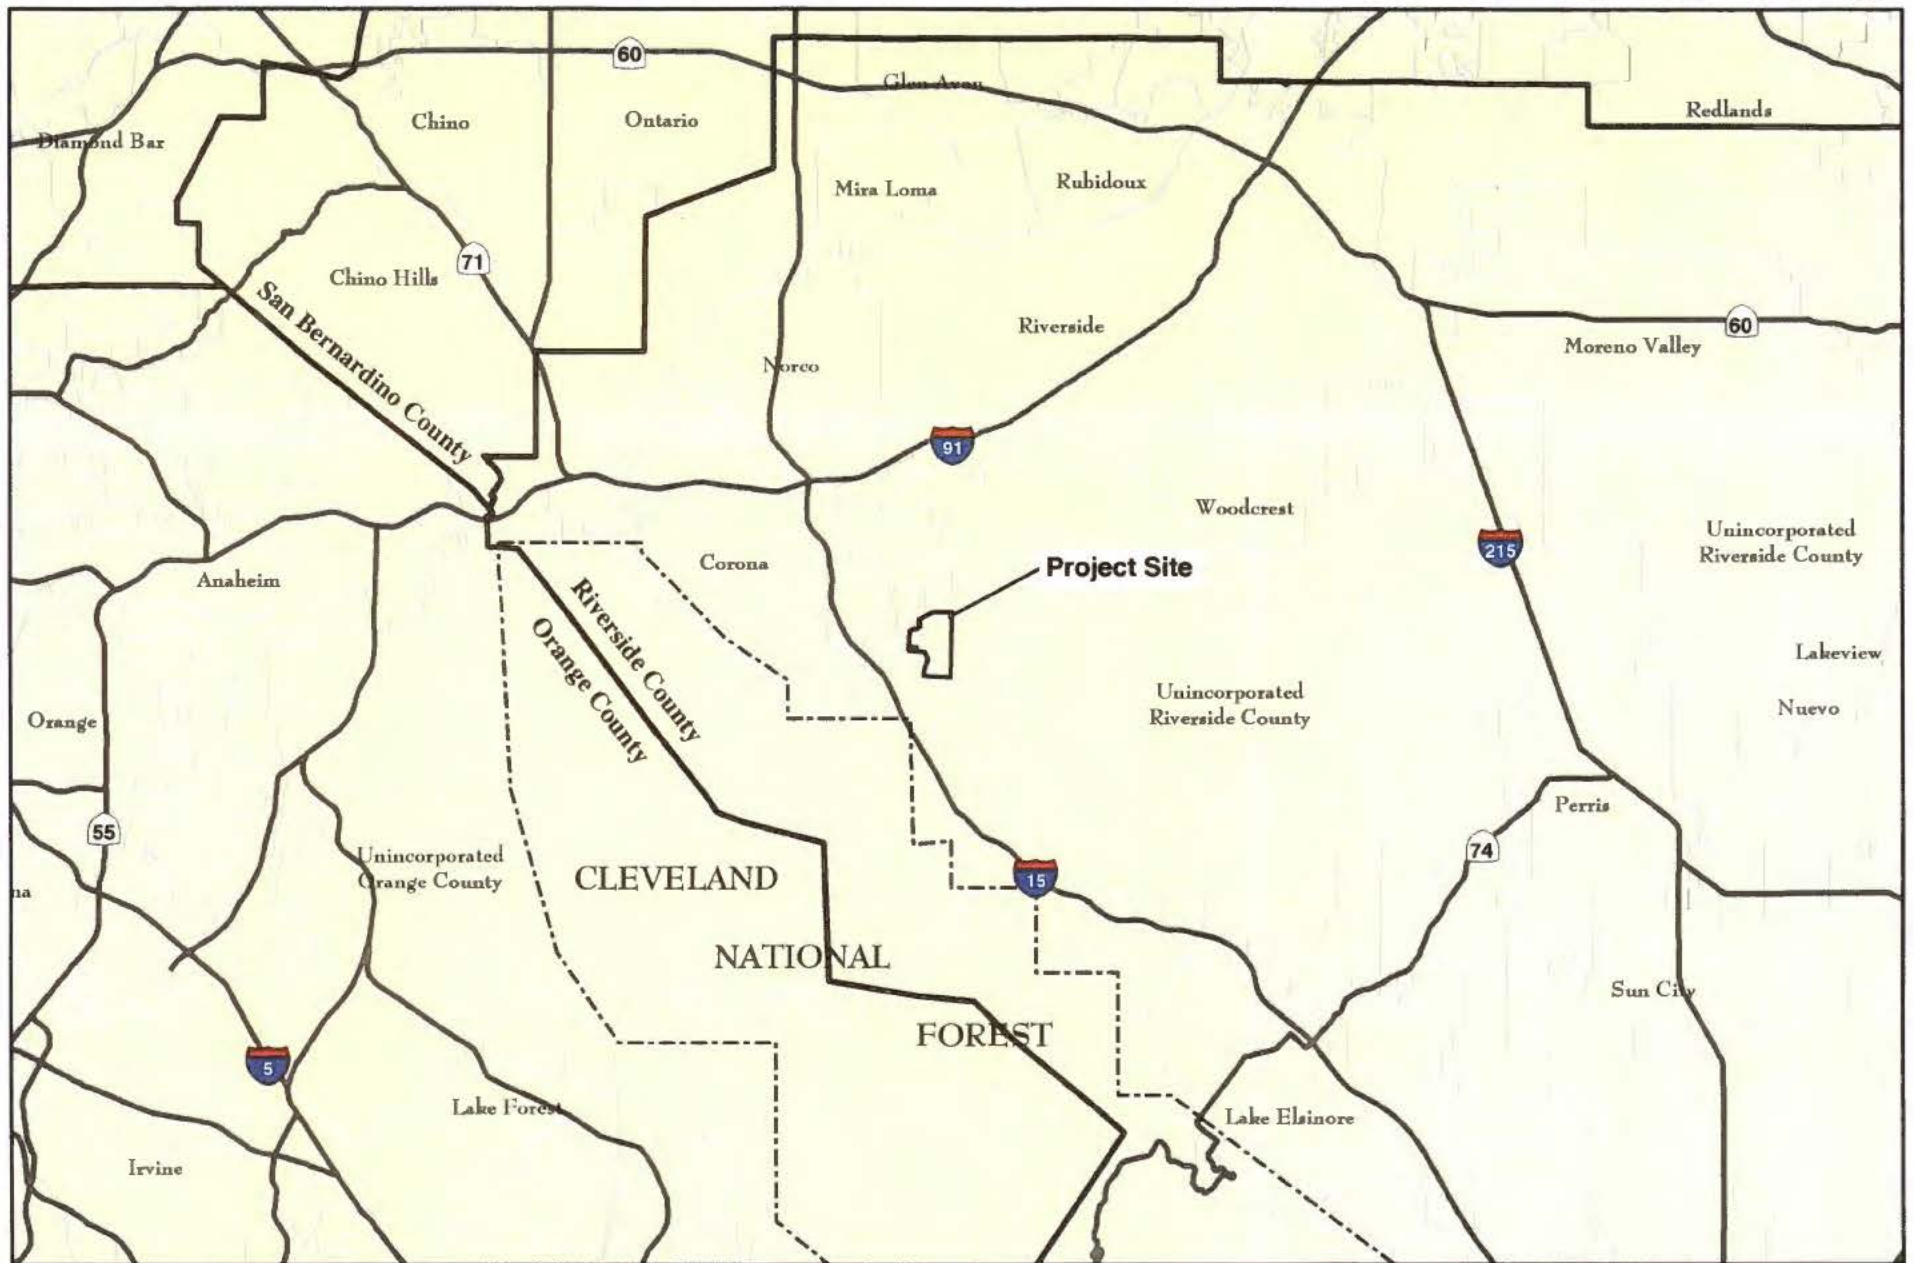 60
Glen Avon
Chino
Ontario
Redlands
Diamond Bar
Mira Loma
Rubidoux
71
Chino Hills
San Bernardino County
Riverside
60
Moreno Valley
Norco
91
Woodcrest
Unincorporated
Riverside County
215
Corona
Project Site
Anaheim
Riverside County
Orange County
Lakeview
Unincorporated
Riverside County
Nuevo
Orange
Perris
55
74
Unincorporated
Orange County
CLEVELAND
15
na
NATIONAL
Sun City
FOREST
5
Lake Forest
Lake Elsinore
Irvine